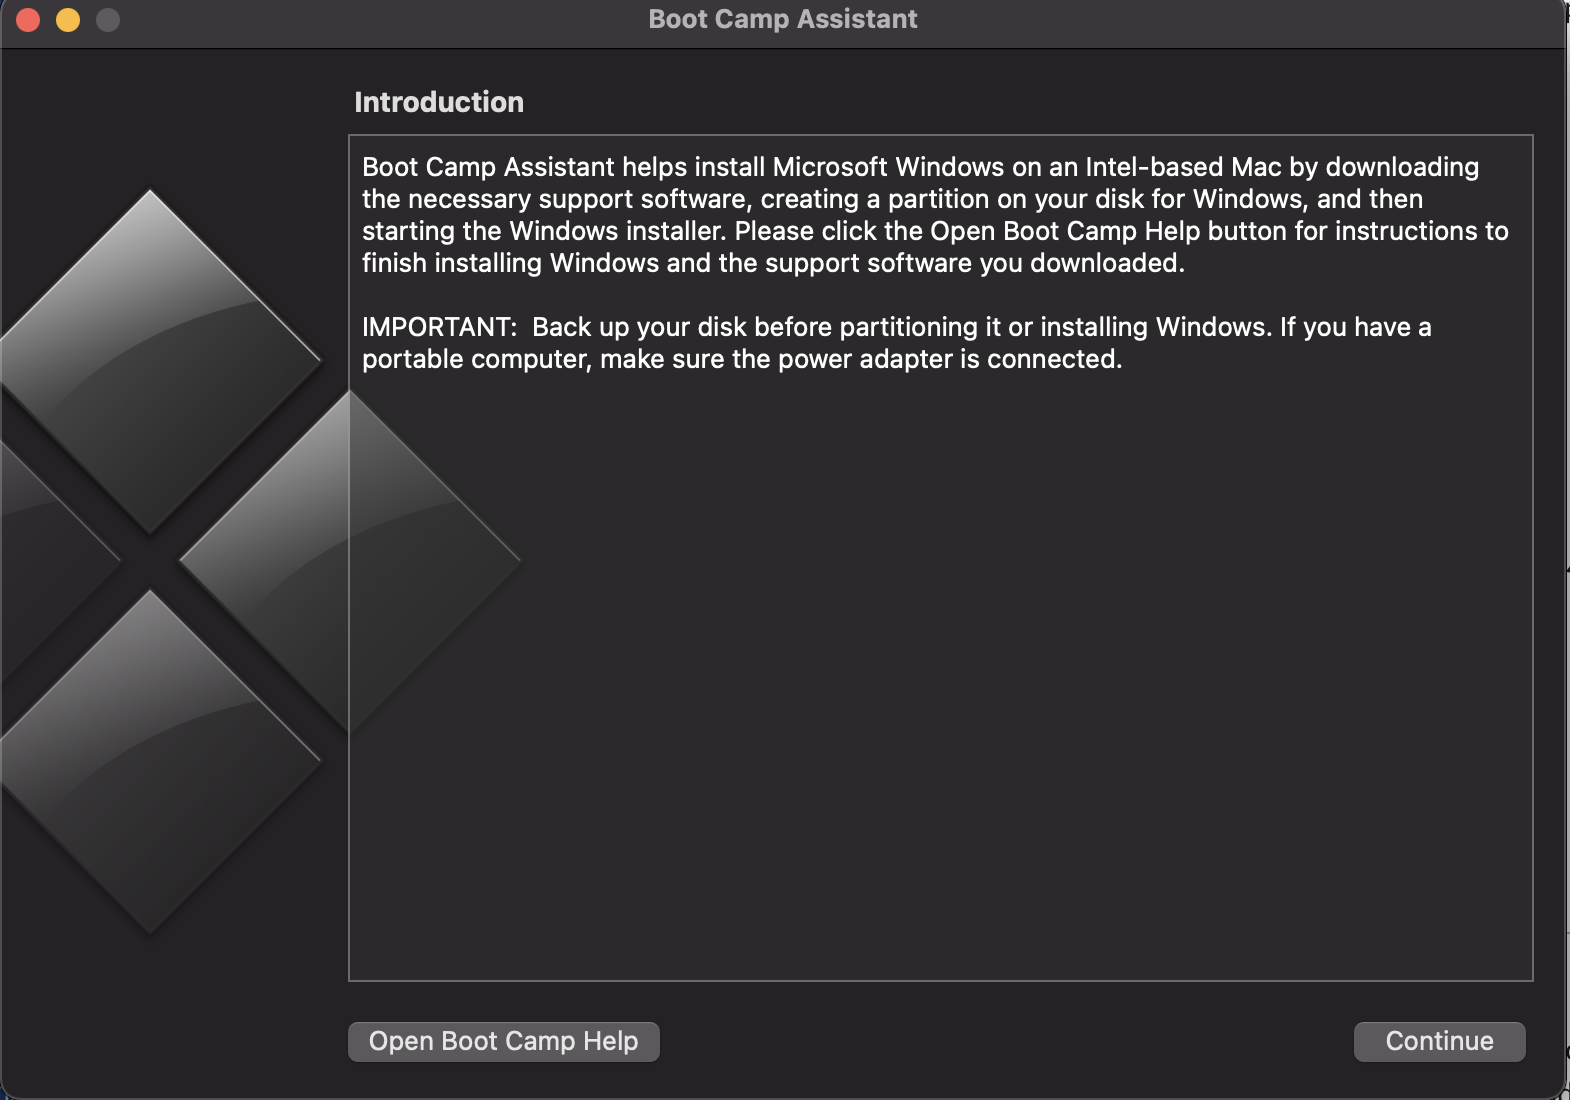 Boot Camp Assistant
Introduction
Boot Camp Assistant helps install Microsoft Windows on an Intel-based Mac by downloading
the necessary support software, creating a partition on your disk for Windows, and then
starting the Windows installer. Please click the Open Boot Camp Help button for instructions to
finish installing Windows and the support software you downloaded.
IMPORTANT:  Back up your disk before partitioning it or installing Windows. If you have a
portable computer, make sure the power adapter is connected.
Open Boot Camp Help
Continue